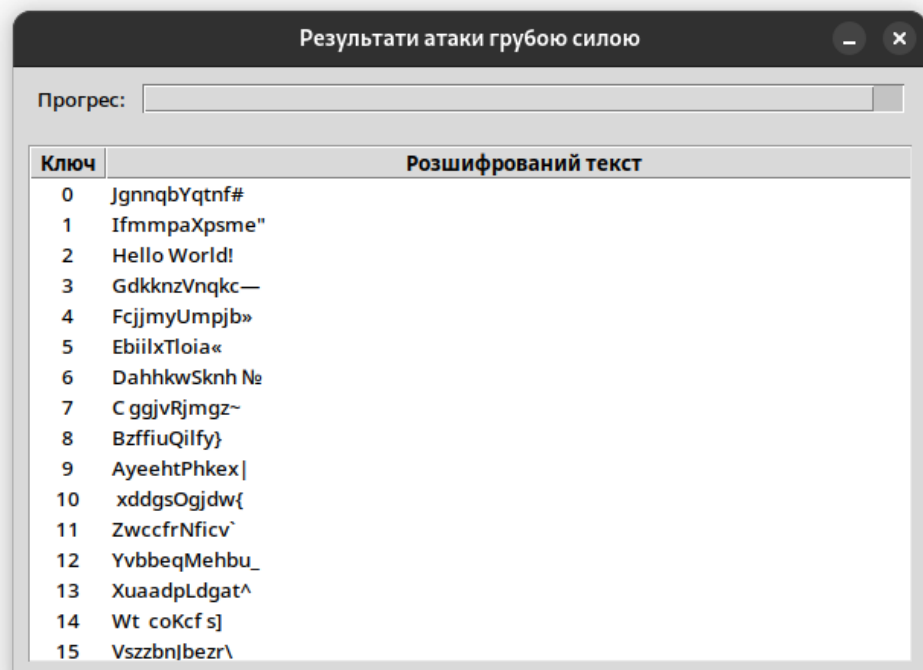 Результати атаки грубою силою
Прогрес:
Ключ Розшифрований текст
0 JgnnqbYqtnf#
1 IfmmpaXpsme"
2 Hello World!
3 GdkknzVnqkc—
4 FcjjmyUmpjb»
5 EbiilxTloia«
6 DahhkwSknh №
7 C ggjvRjmgz~
8 BzffiuQilfy}
9 AyeehtPhkex|
10 xddgsOgjdw{
11 ZwccfrNficv`
12 YvbbeqMehbu_
13 XuaadpLdgat^
14 Wt coKcf s]
15 VszzbnJbezr\